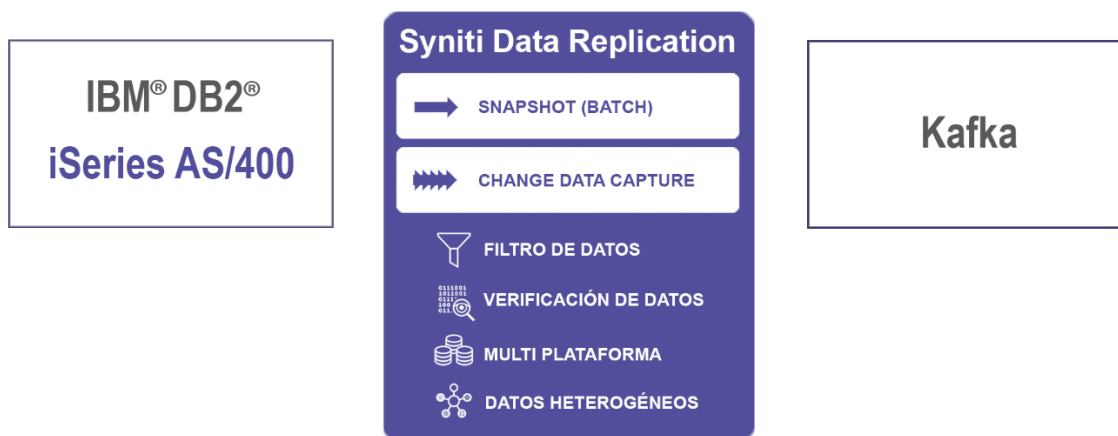 IBM® DB2®
iSeries AS/400
Syniti Data Replication
SNAPSHOT (BATCH)
CHANGE DATA CAPTURE
FILTRO DE DATOS
VERIFICACIÓN DE DATOS
MULTI PLATAFORMA
DATOS HETEROGÉNEOS
Kafka